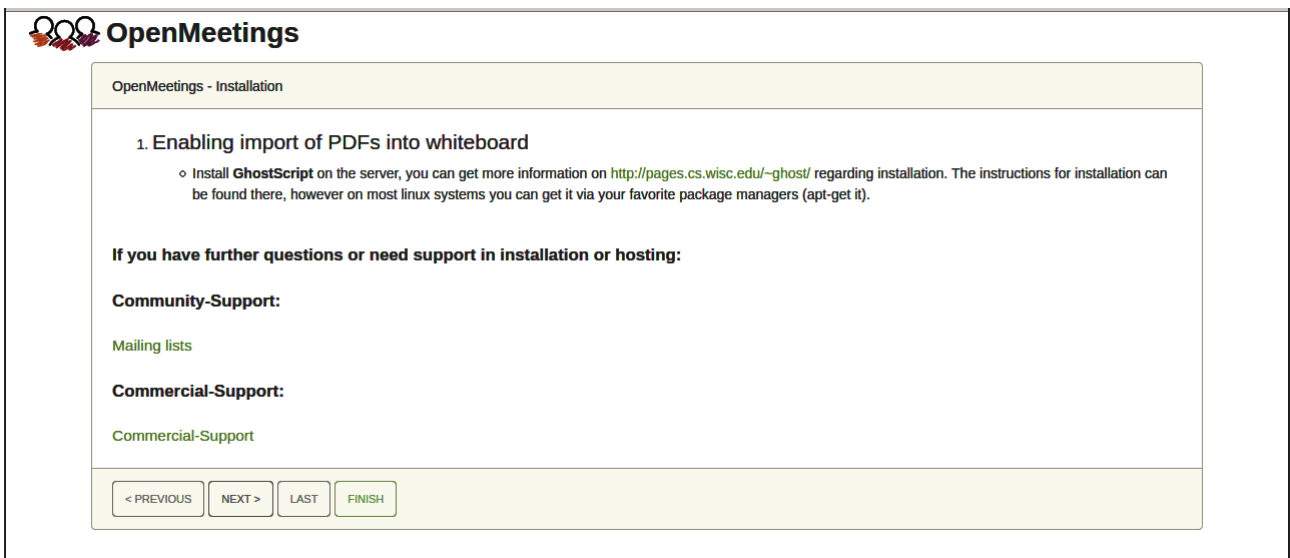 OpenMeetings
OpenMeetings - Installation
1. Enabling import of PDFs into whiteboard
Install GhostScript on the server, you can get more information on http://pages.cs.wisc.edu/~ghost/ regarding installation. The instructions for installation can
be found there, however on most linux systems you can get it via your favorite package managers (apt-get it).
If you have further questions or need support in installation or hosting:
Community-Support:
Mailing lists
Commercial-Support:
Commercial-Support
< PREVIOUS NEXT > LAST FINISH